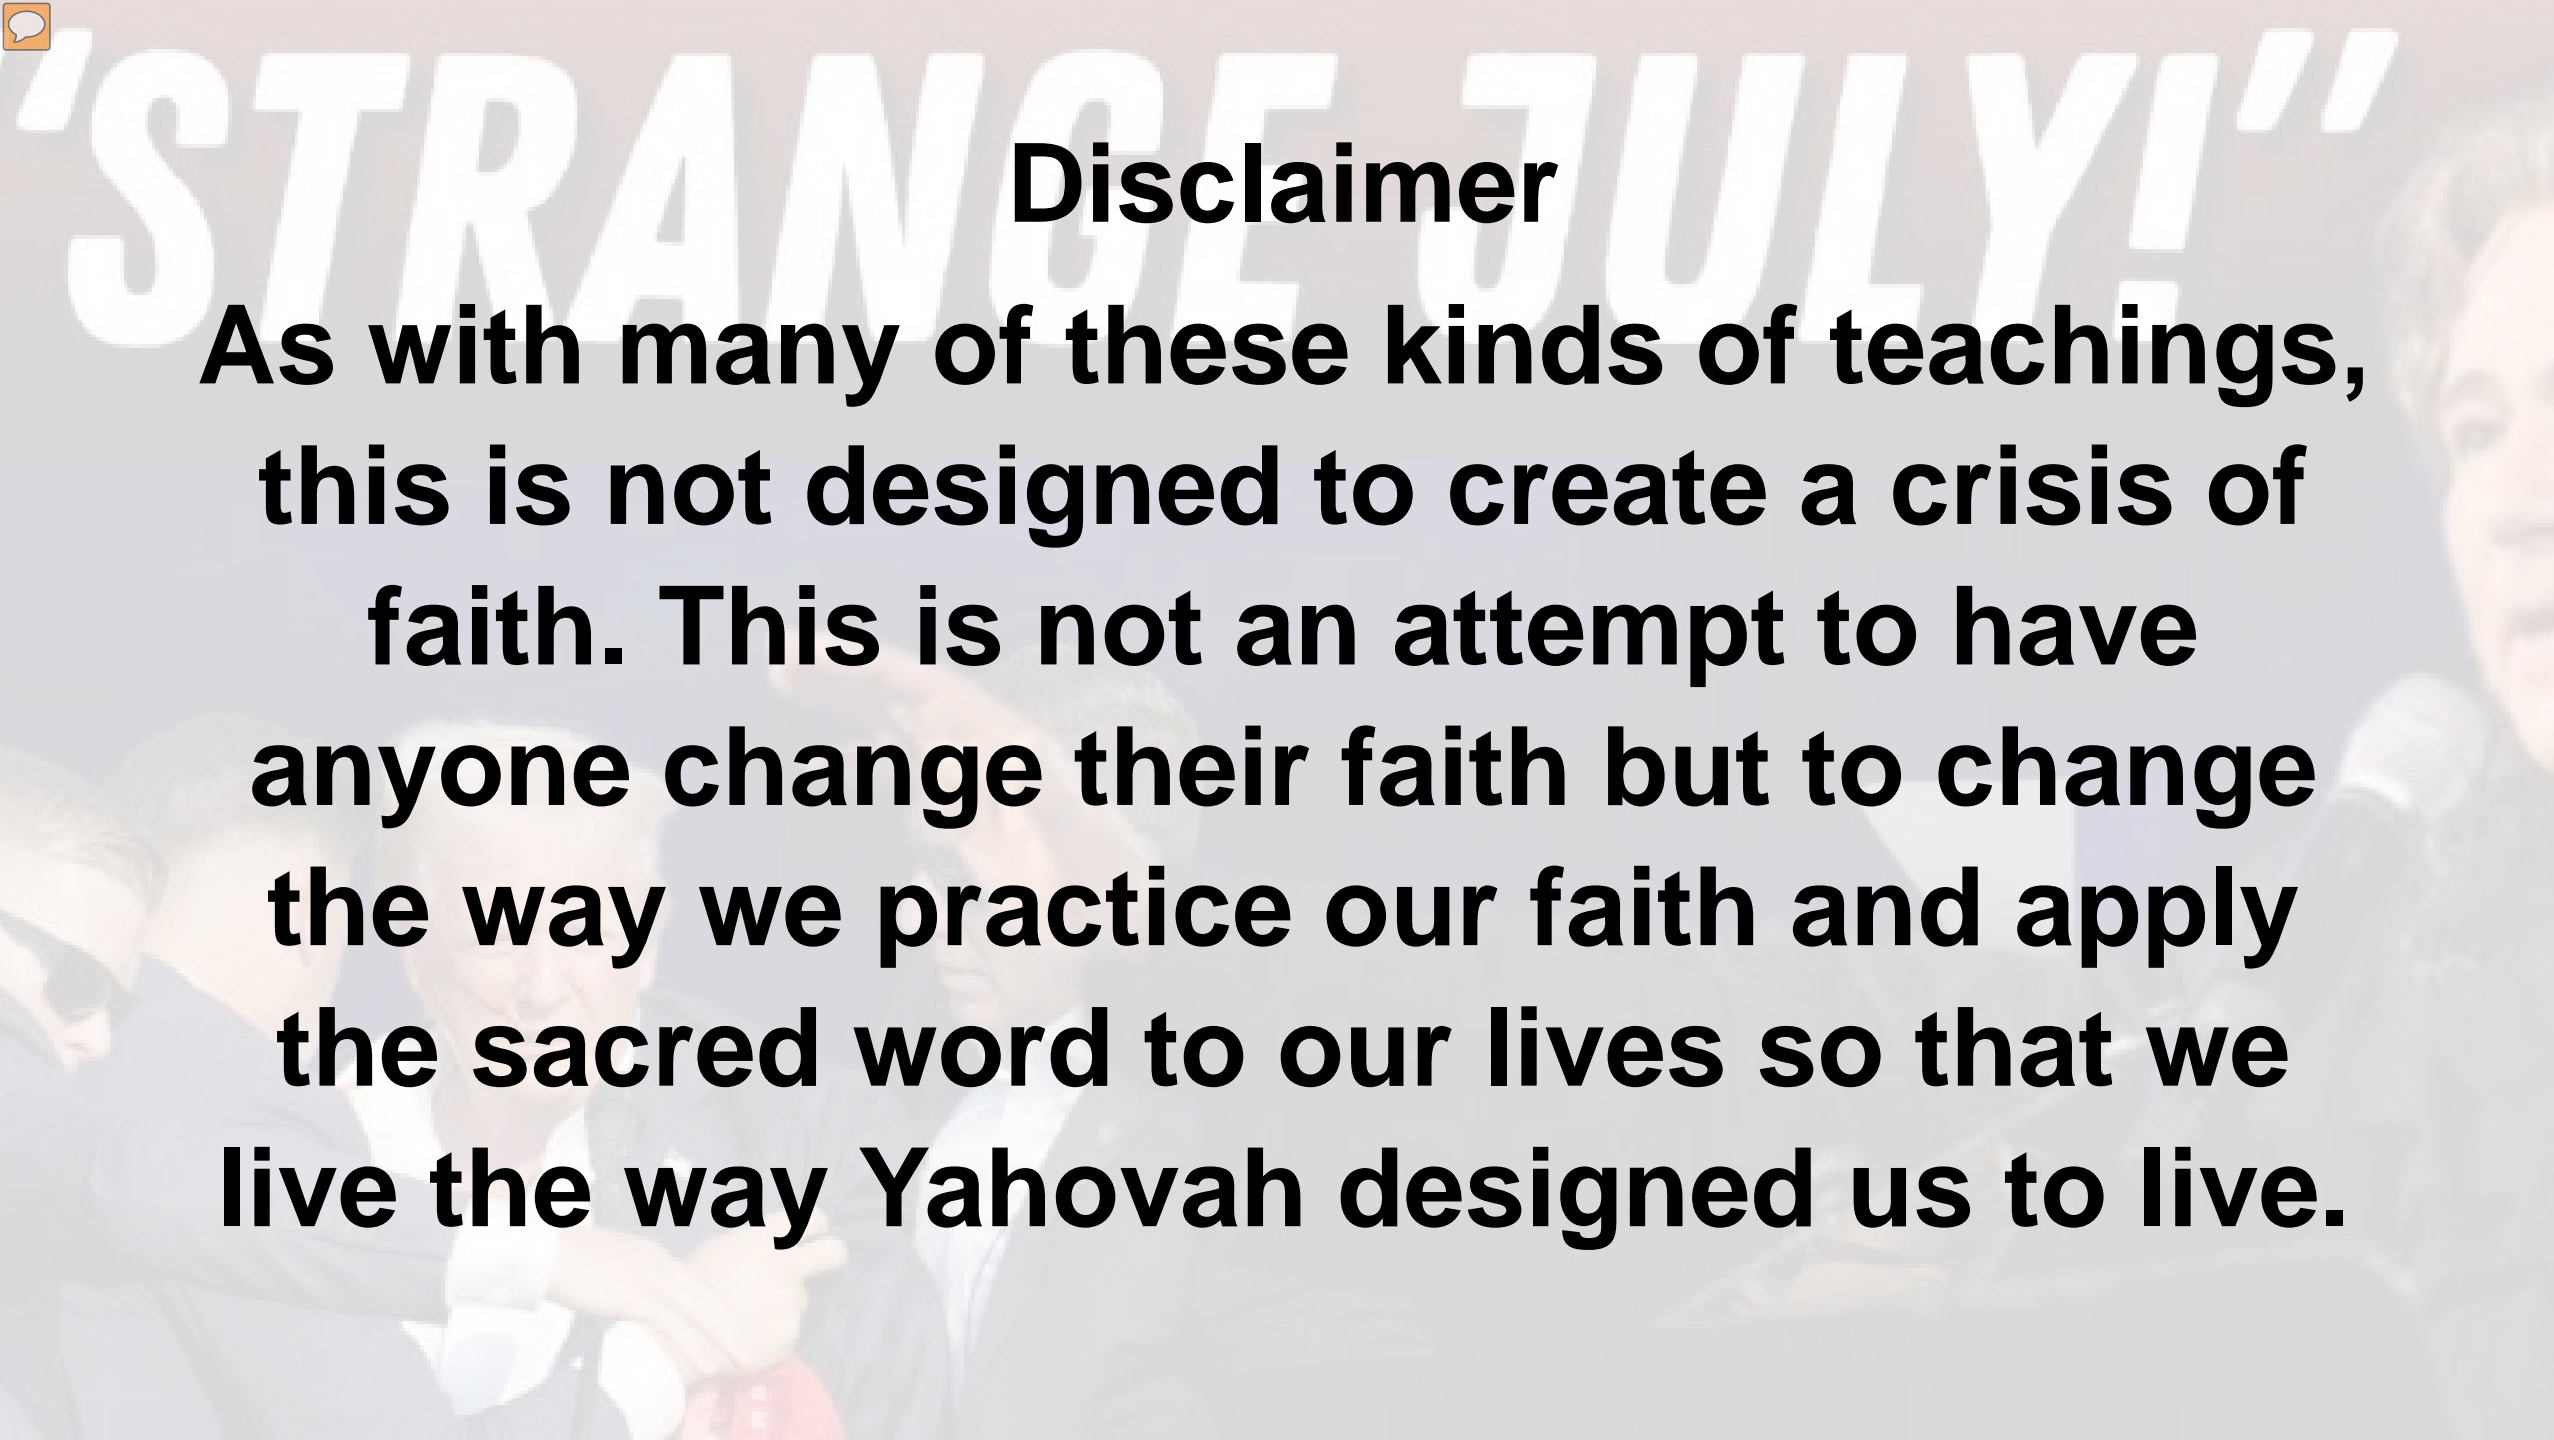 "STRANGE JULY!"
Disclaimer
As with many of these kinds of teachings,
this is not designed to create a crisis of
faith. This is not an attempt to have
anyone change their faith but to change
the way we practice our faith and apply
the sacred word to our lives so that we
live the way Yahovah designed us to live.